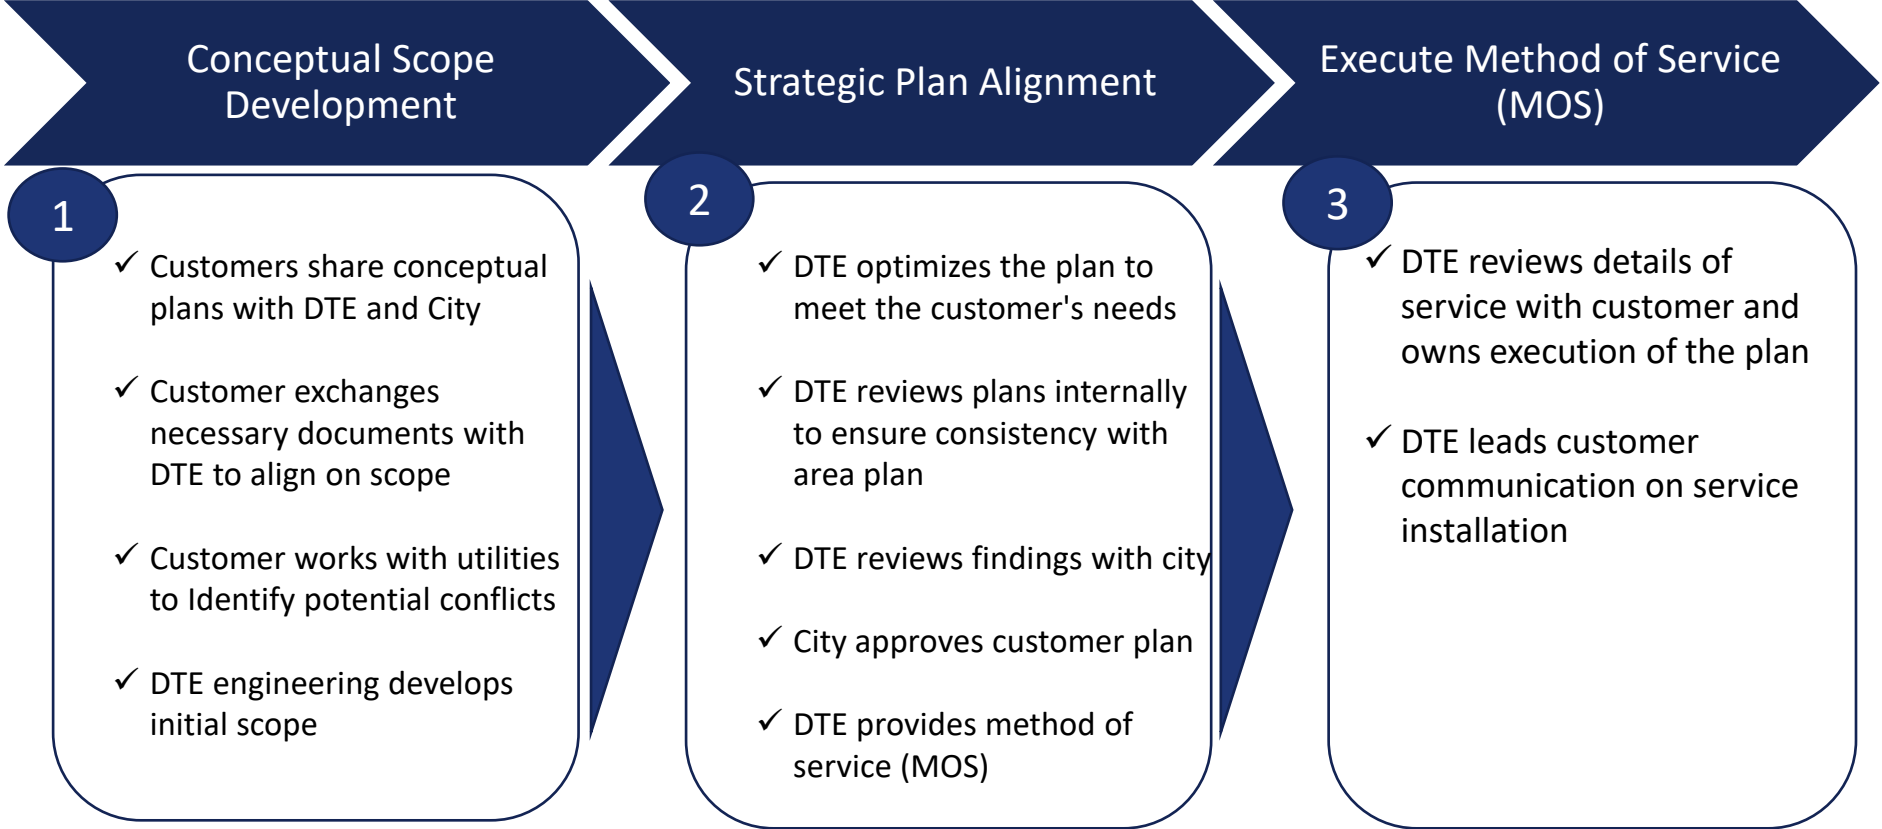 Conceptual Scope
Development
Strategic Plan Alignment
Execute Method of Service
(MOS)
1
✓ Customers share conceptual
plans with DTE and City
✓ Customer exchanges
necessary documents with
DTE to align on scope
✓ Customer works with utilities
to Identify potential conflicts
✓ DTE engineering develops
initial scope
2
✓ DTE optimizes the plan to
meet the customer's needs
✓ DTE reviews plans internally
to ensure consistency with
area plan
✓ DTE reviews findings with city
✓ City approves customer plan
✓ DTE provides method of
service (MOS)
3
✓ DTE reviews details of
service with customer and
owns execution of the plan
✓ DTE leads customer
communication on service
installation